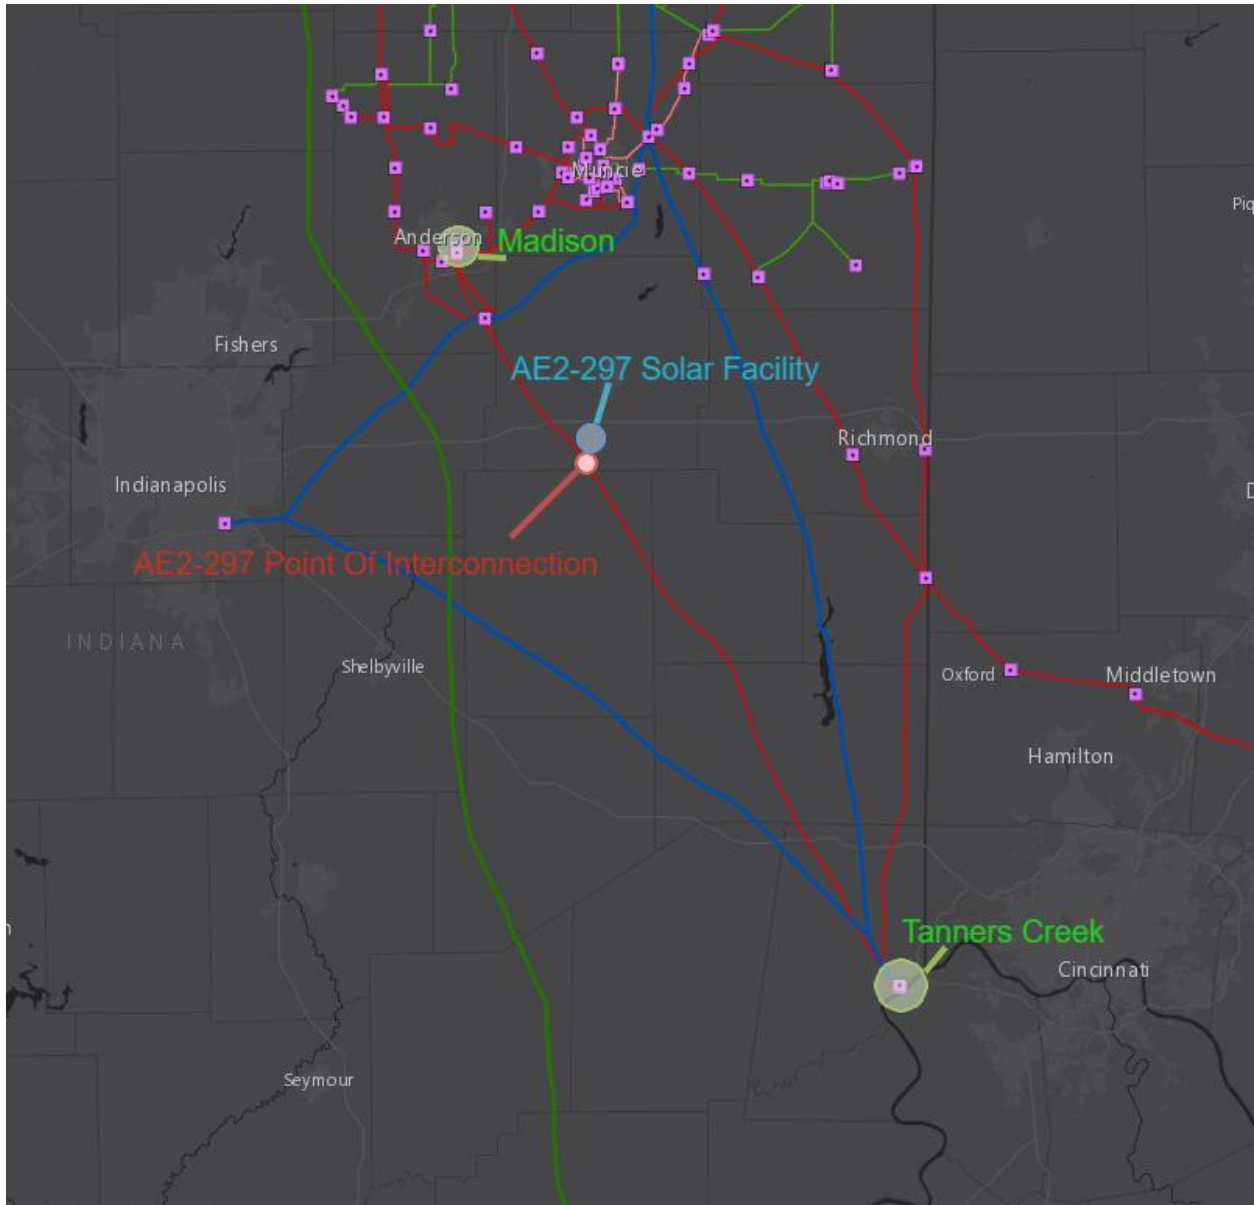 Muncie
Piq
Anderson
Madison
Fishers
AE2-297 Solar Facility
Richmond
Indianapolis
D
AE2-297 Point Of Interconnection
INDIANA
Shelbyville
Oxford
Middletown
Hamilton
Tanners Creek
Cincinnati
Seymour